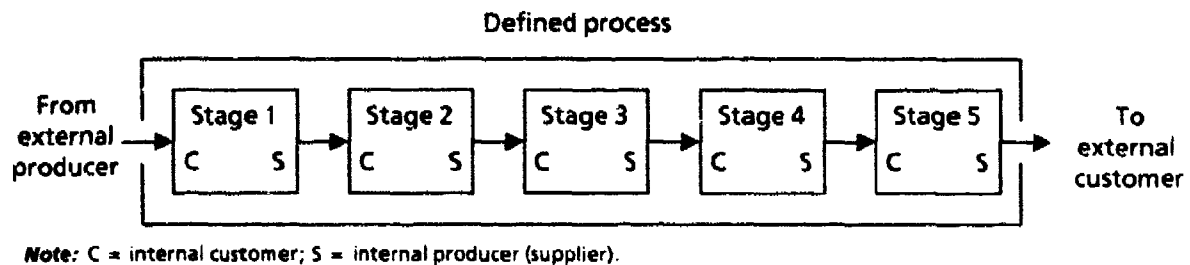 Defined process
From
external
producer
Stage 1
C S
Stage 2
C S
Stage 3
C S
Stage 4
C S
Stage 5
C S
To
external
customer
Note: C = internal customer; S = internal producer (supplier).